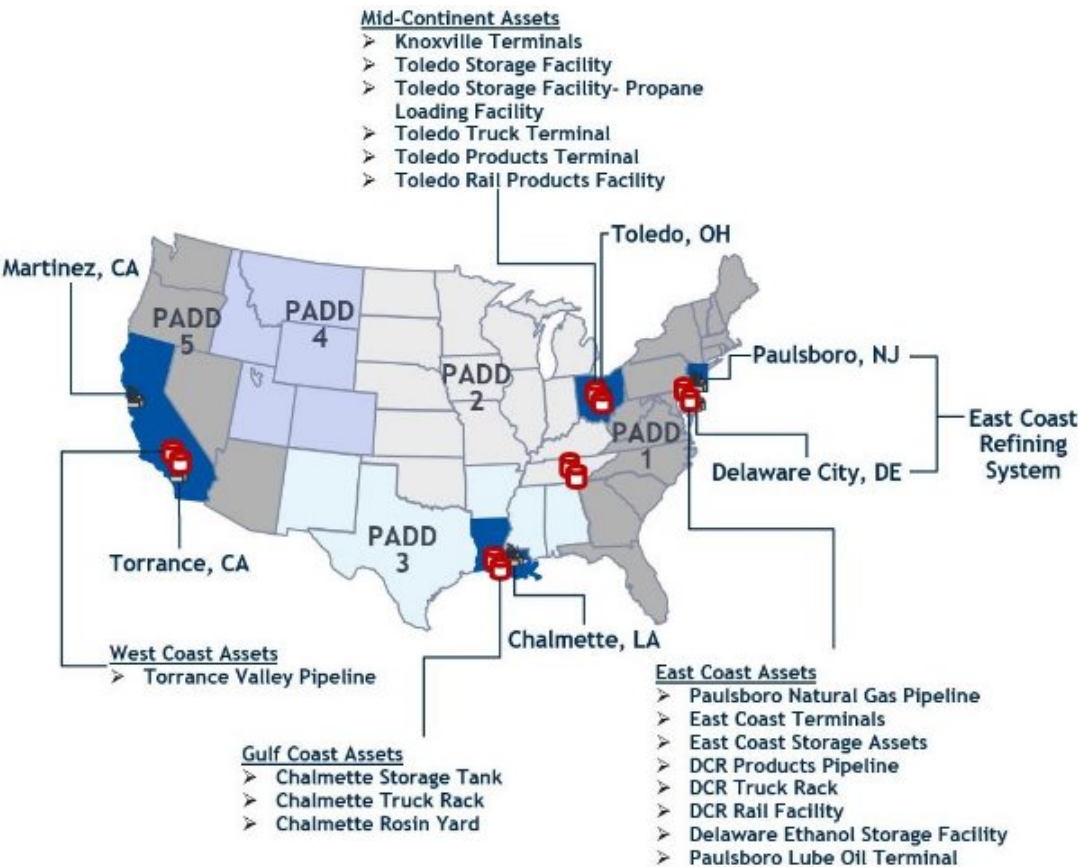 Mid-Continent Assets
➢ Knoxville Terminals
➢ Toledo Storage Facility
➢ Toledo Storage Facility- Propane
Loading Facility
➢ Toledo Truck Terminal
➢ Toledo Products Terminal
➢ Toledo Rail Products Facility
Toledo, OH
Martinez, CA
PADD
5
PADD
4
PADD
2
PADD
1
PADD
3
Paulsboro, NJ
East Coast
Refining
System
Delaware City, DE
Torrance, CA
Chalmette, LA
West Coast Assets
➢ Torrance Valley Pipeline
Gulf Coast Assets
➢ Chalmette Storage Tank
➢ Chalmette Truck Rack
➢ Chalmette Rosin Yard
East Coast Assets
➢ Paulsboro Natural Gas Pipeline
➢ East Coast Terminals
➢ East Coast Storage Assets
➢ DCR Products Pipeline
➢ DCR Truck Rack
➢ DCR Rail Facility
➢ Delaware Ethanol Storage Facility
➢ Paulsboro Lube Oil Terminal